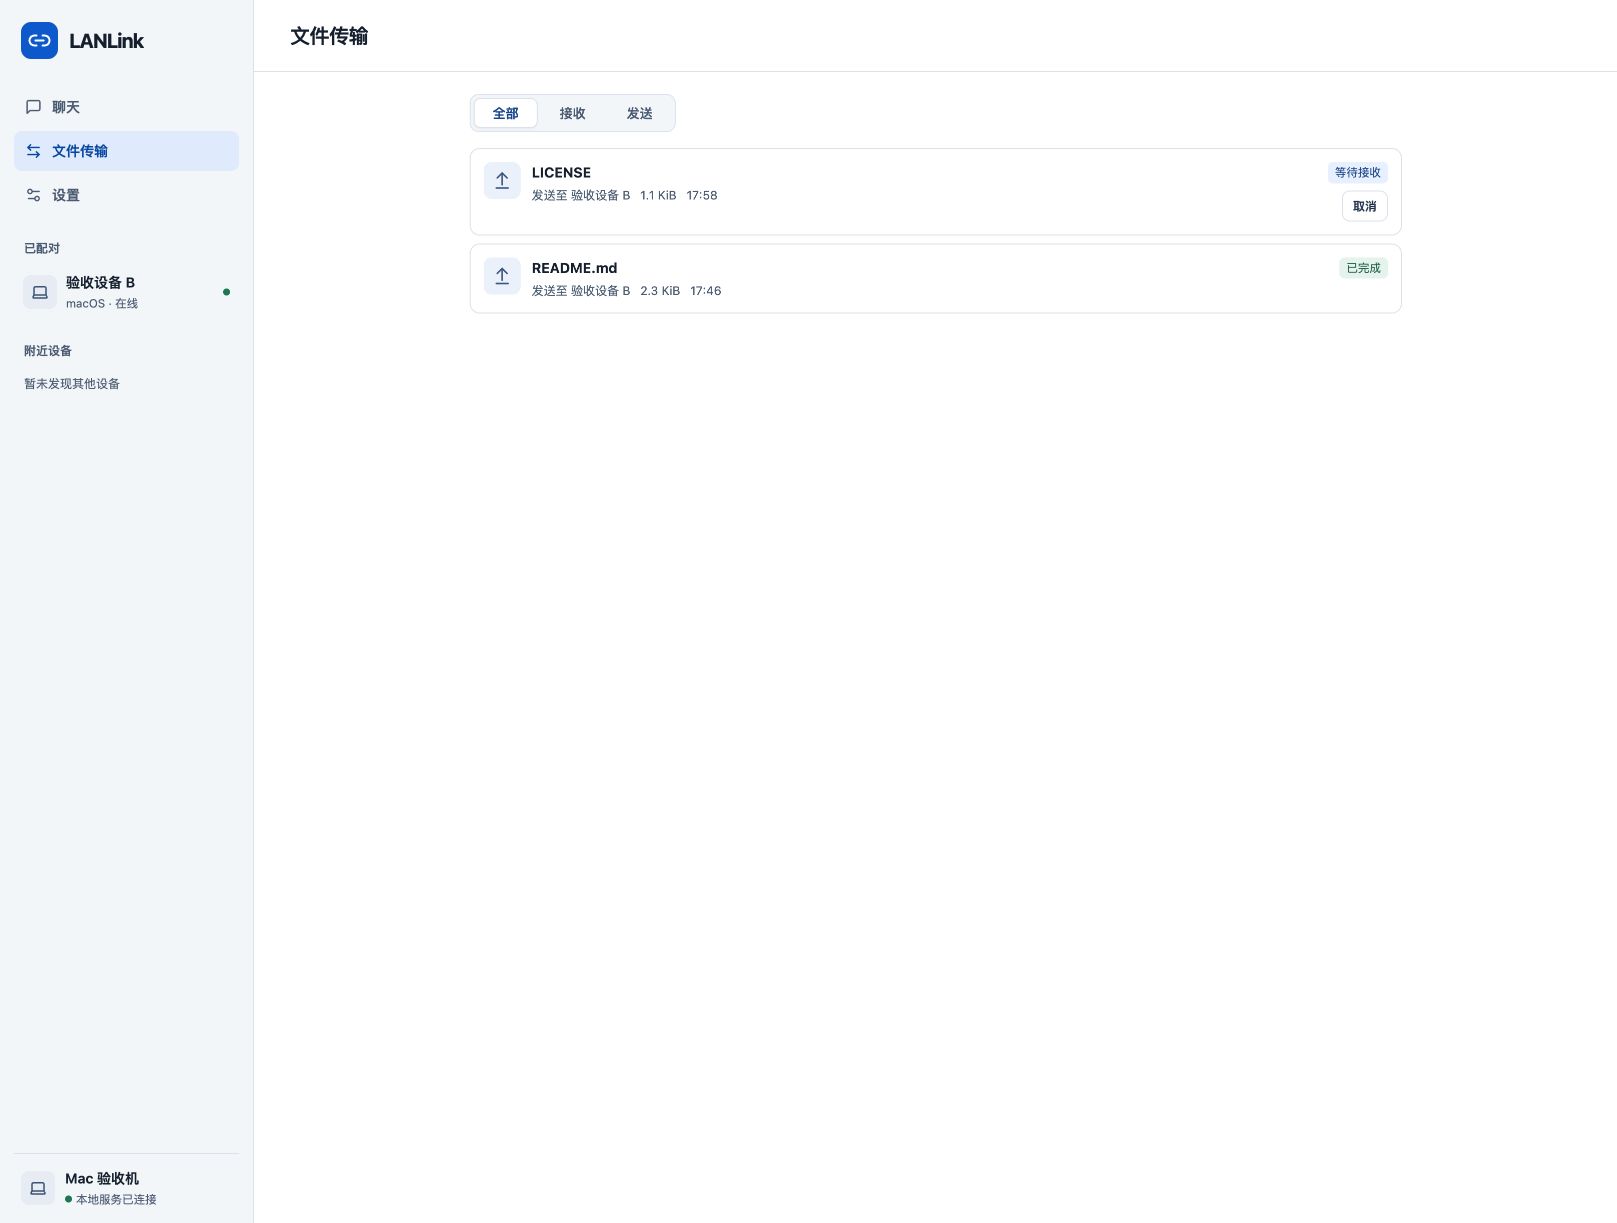 LANLink
聊天
文件传输
设置
已配对
验收设备 B
macOS · 在线
附近设备
暂未发现其他设备
Mac 验收机
本地服务已连接
文件传输
全部 接收 发送
LICENSE
发送至 验收设备 B 1.1 KiB 17:58
等待接收
取消
README.md
发送至 验收设备 B 2.3 KiB 17:46
已完成